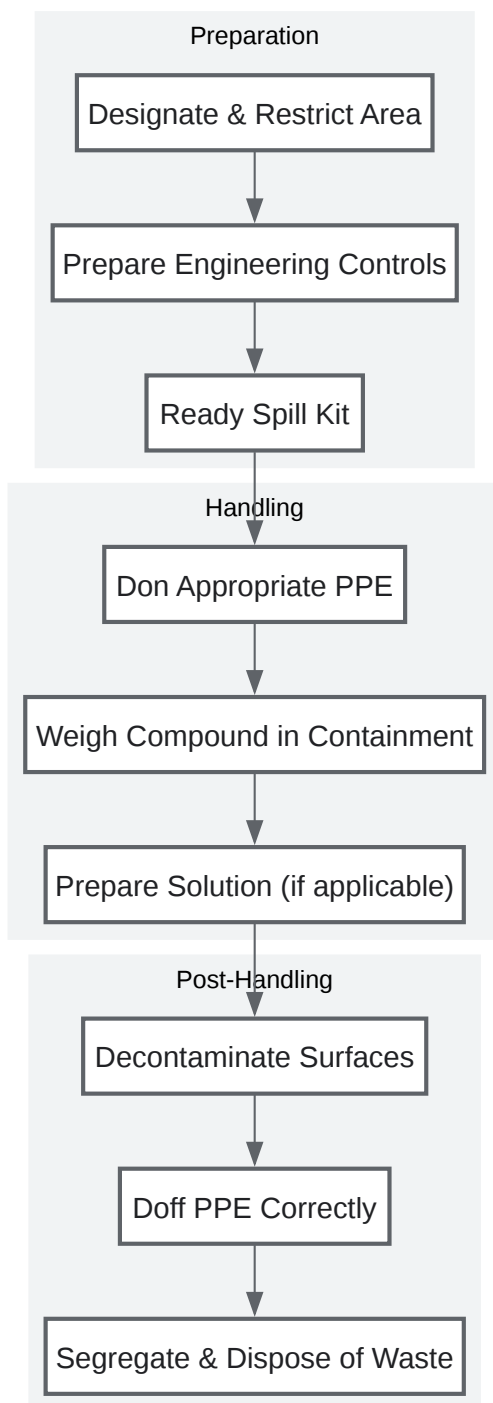 Preparation
Designate & Restrict Area
Prepare Engineering Controls
Ready Spill Kit
Handling
Don Appropriate PPE
Weigh Compound in Containment
Prepare Solution (if applicable)
Post-Handling
Decontaminate Surfaces
Doff PPE Correctly
Segregate & Dispose of Waste